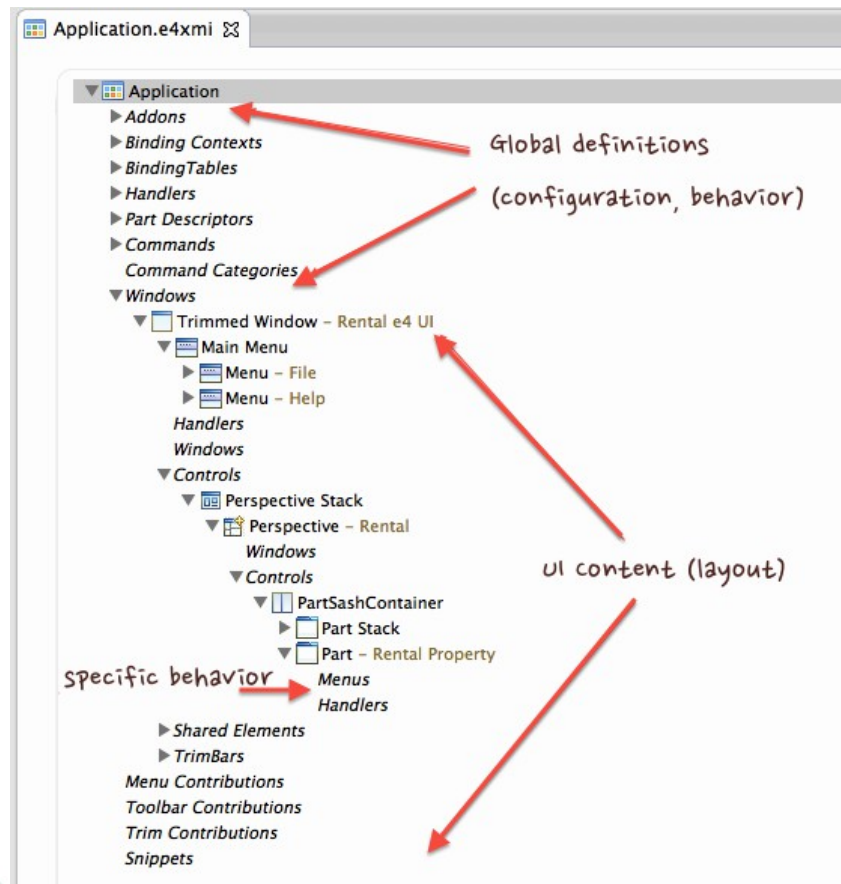 Application.e4xmi
Application
Addons
Global definitions
Binding Contexts
BindingTables
Handlers
(configuration, behavior)
Part Descriptors
Commands
Command Categories
Windows
Trimmed Window – Rental e4 UI
Main Menu
Menu – File
Menu – Help
Handlers
Windows
Controls
Perspective Stack
Perspective – Rental
Windows
UI content (layout)
Controls
PartSashContainer
Part Stack
Part – Rental Property
specific behavior
Menus
Handlers
Shared Elements
TrimBars
Menu Contributions
Toolbar Contributions
Trim Contributions
Snippets